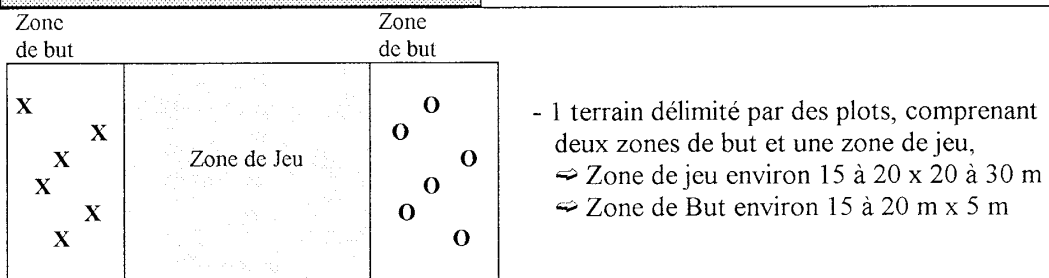 Zone
de but
Zone
de but
X
X
X
X
X
X
Zone de Jeu
O
O
O
O
O
O
- 1 terrain délimité par des plots, comprenant
deux zones de but et une zone de jeu,
➫ Zone de jeu environ 15 à 20 x 20 à 30 m
➫ Zone de But environ 15 à 20 m x 5 m